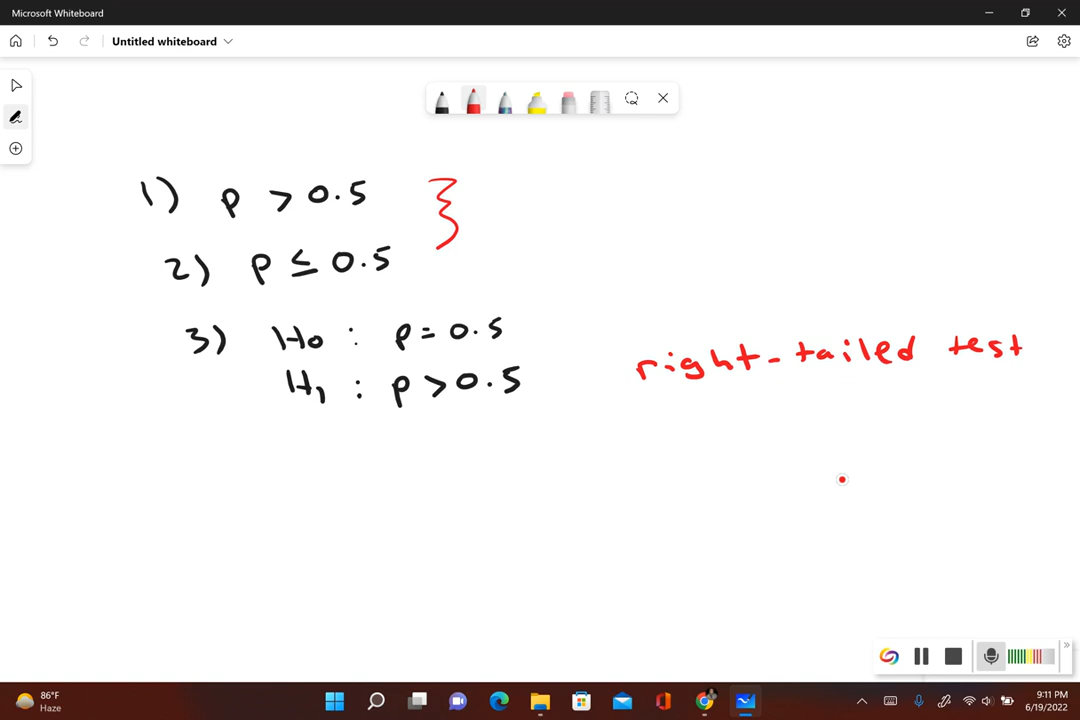 Microsoft Whiteboard
Untitled whiteboard
1) p > 0.5
2) p ≤ 0.5
3) H0 : p = 0.5
H1 : p > 0.5
right-tailed test
86°F
Haze
9:11 PM
6/19/2022